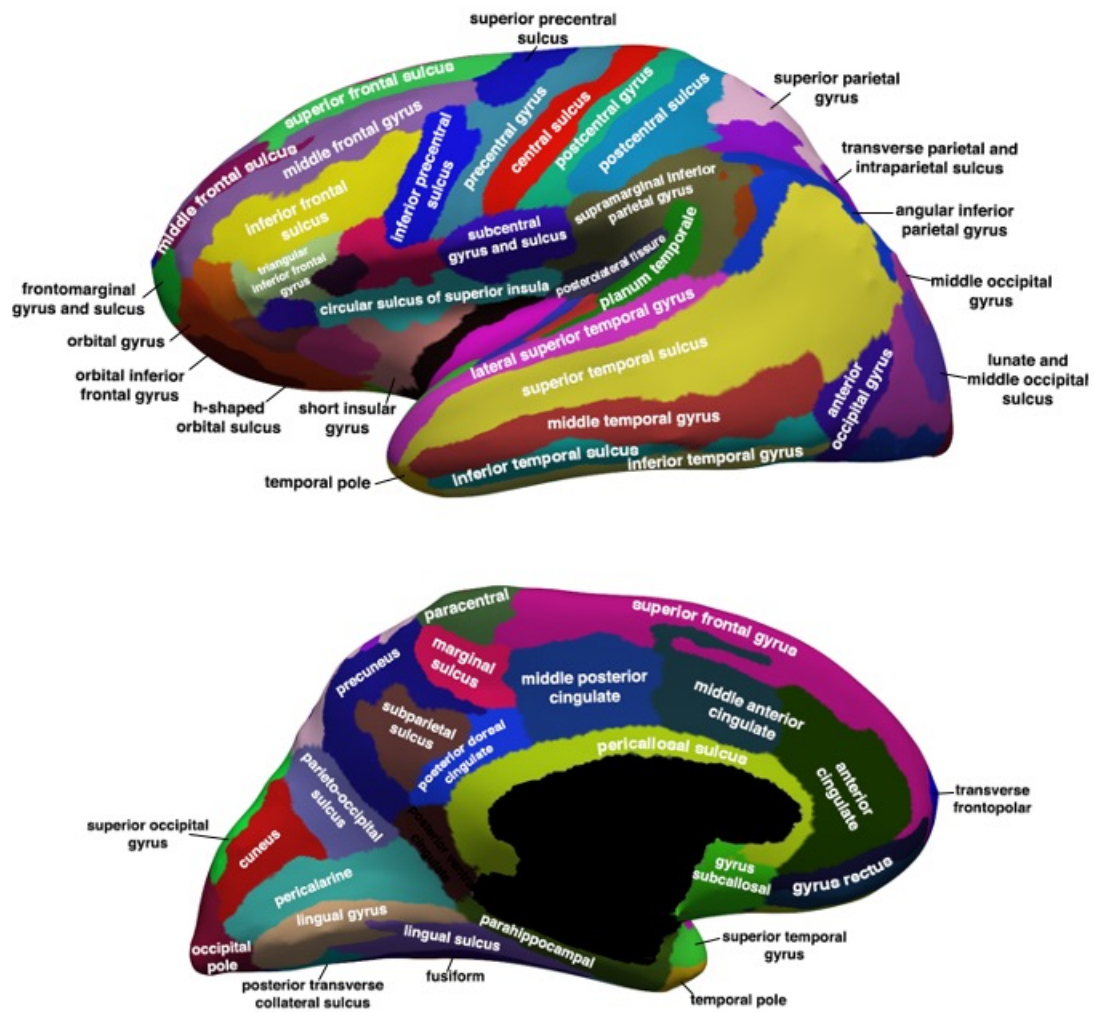 superior precentral
sulcus
superior frontal sulcus
middle frontal gyrus
middle frontal sulcus
inferior frontal
sulcus
inferior precentral
sulcus
precentral gyrus
central sulcus
postcentral gyrus
postcentral sulcus
superior parietal
gyrus
transverse parietal and
intraparietal sulcus
supramarginal inferior
parietal gyrus
angular inferior
parietal gyrus
subcentral
gyrus and sulcus
triangular
inferior frontal
gyrus
posterolateral fissure
planum temporale
circular sulcus of superior insula
frontomarginal
gyrus and sulcus
middle occipital
gyrus
orbital gyrus
lateral superior temporal gyrus
superior temporal sulcus
orbital inferior
frontal gyrus
h-shaped
orbital sulcus
short insular
gyrus
lunate and
middle occipital
sulcus
anterior
occipital gyrus
middle temporal gyrus
inferior temporal sulcus
inferior temporal gyrus
temporal pole
paracentral
superior frontal gyrus
marginal
sulcus
precuneus
middle posterior
cingulate
middle anterior
cingulate
subparietal
sulcus
posterior dorsal
cingulate
pericallosal sulcus
anterior
cingulate
parieto-occipital
sulcus
transverse
frontopolar
superior occipital
gyrus
cuneus
posterior
cingulate
gyrus
subcallosal
gyrus rectus
pericalarine
lingual gyrus
lingual sulcus
parahippocampal
superior temporal
gyrus
occipital
pole
fusiform
posterior transverse
collateral sulcus
temporal pole